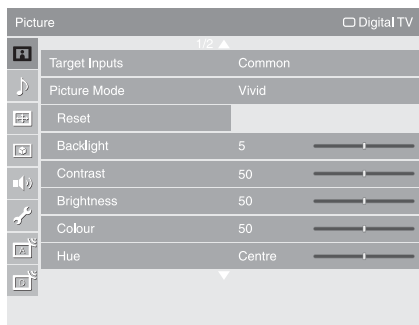 Picture Digital TV
1/2
Target Inputs Common
Picture Mode Vivid
Reset
Backlight 5
Contrast 50
Brightness 50
Colour 50
Hue Centre
A
D